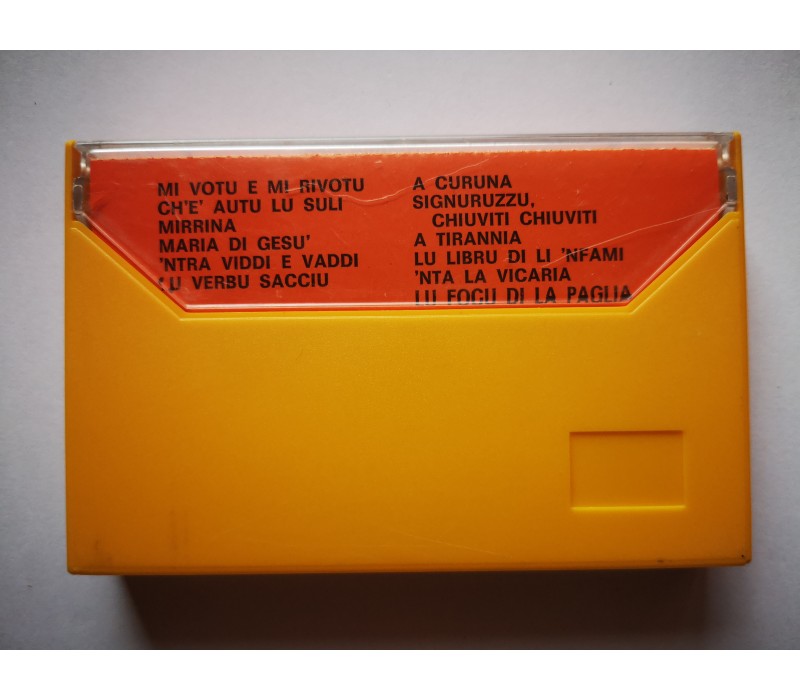 MI VOTU E MI RIVOTU
CH'E' AUTU LU SULI
MIRRINA
MARIA DI GESU'
'NTRA VIDDI E VADDI
LU VERBU SACCIU
A CURUNA
SIGNURUZZU,
CHIUVITI CHIUVITI
A TIRANNIA
LU LIBRU DI LI 'NFAMI
'NTA LA VICARIA
LU FOCU DI LA PAGLIA